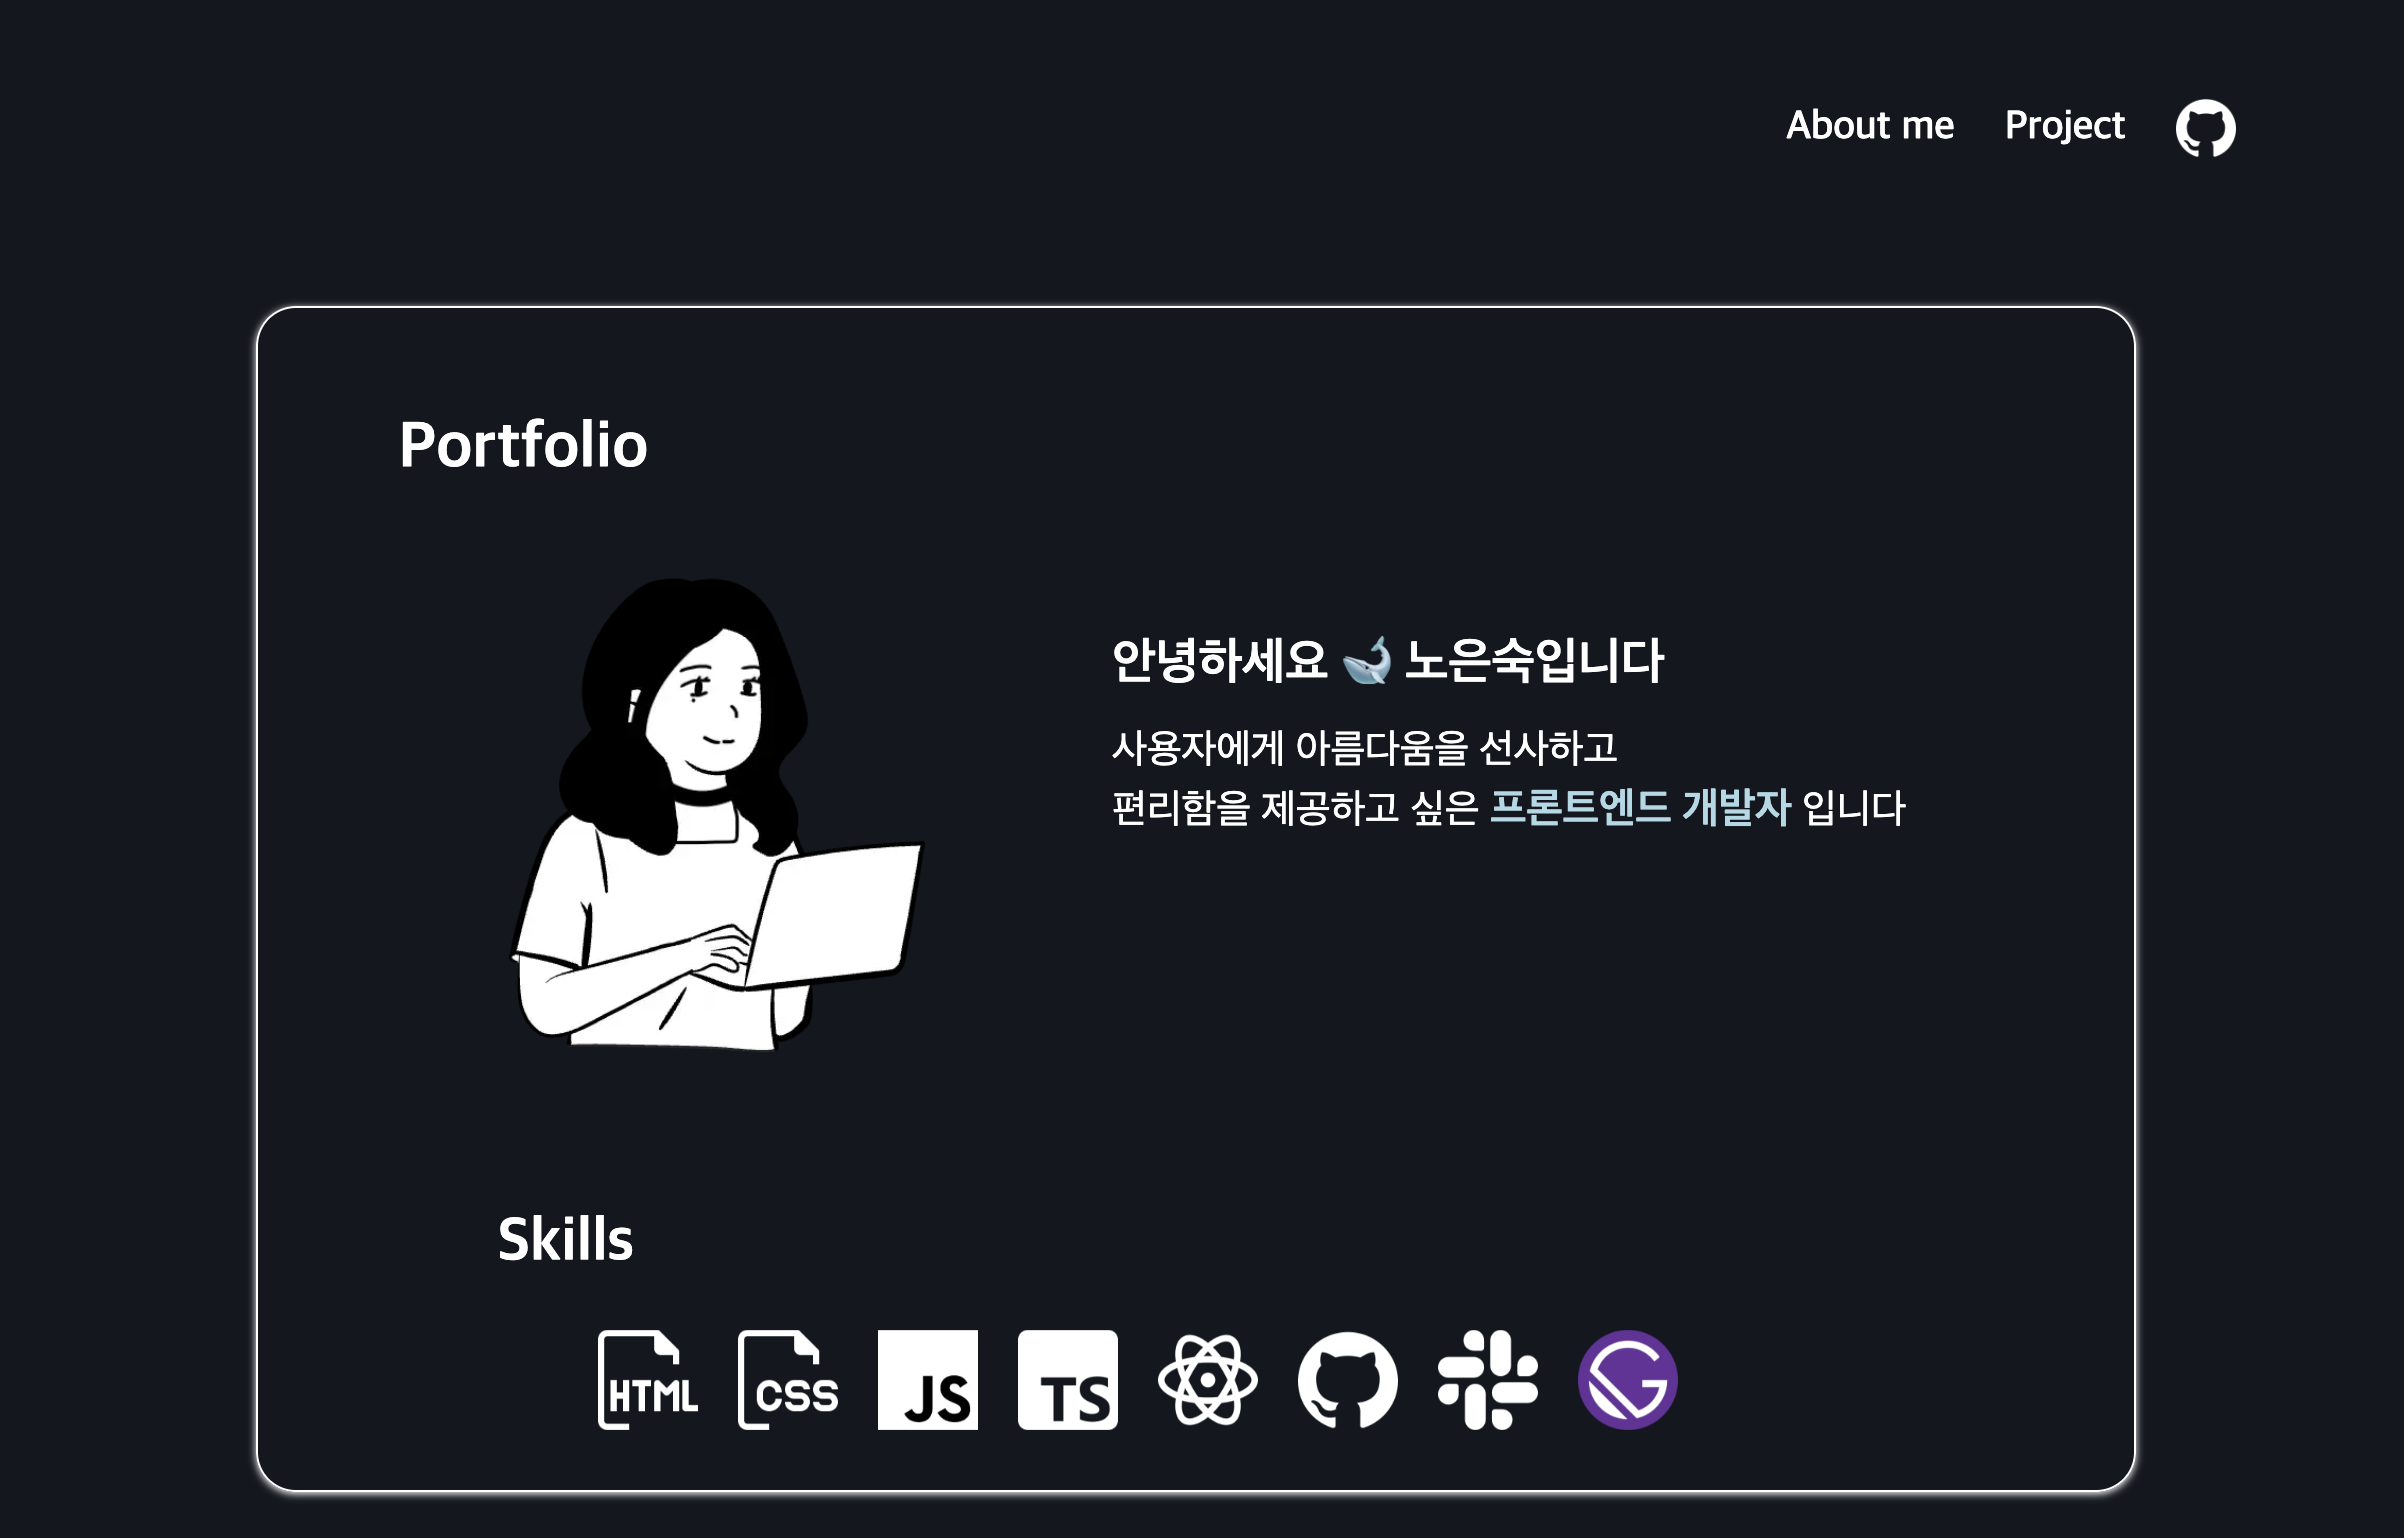 About me Project
Portfolio
안녕하세요 🐋 노은숙입니다
사용자에게 아름다움을 선사하고
편리함을 제공하고 싶은 프론트엔드 개발자 입니다
Skills
HTML CSS JS TS